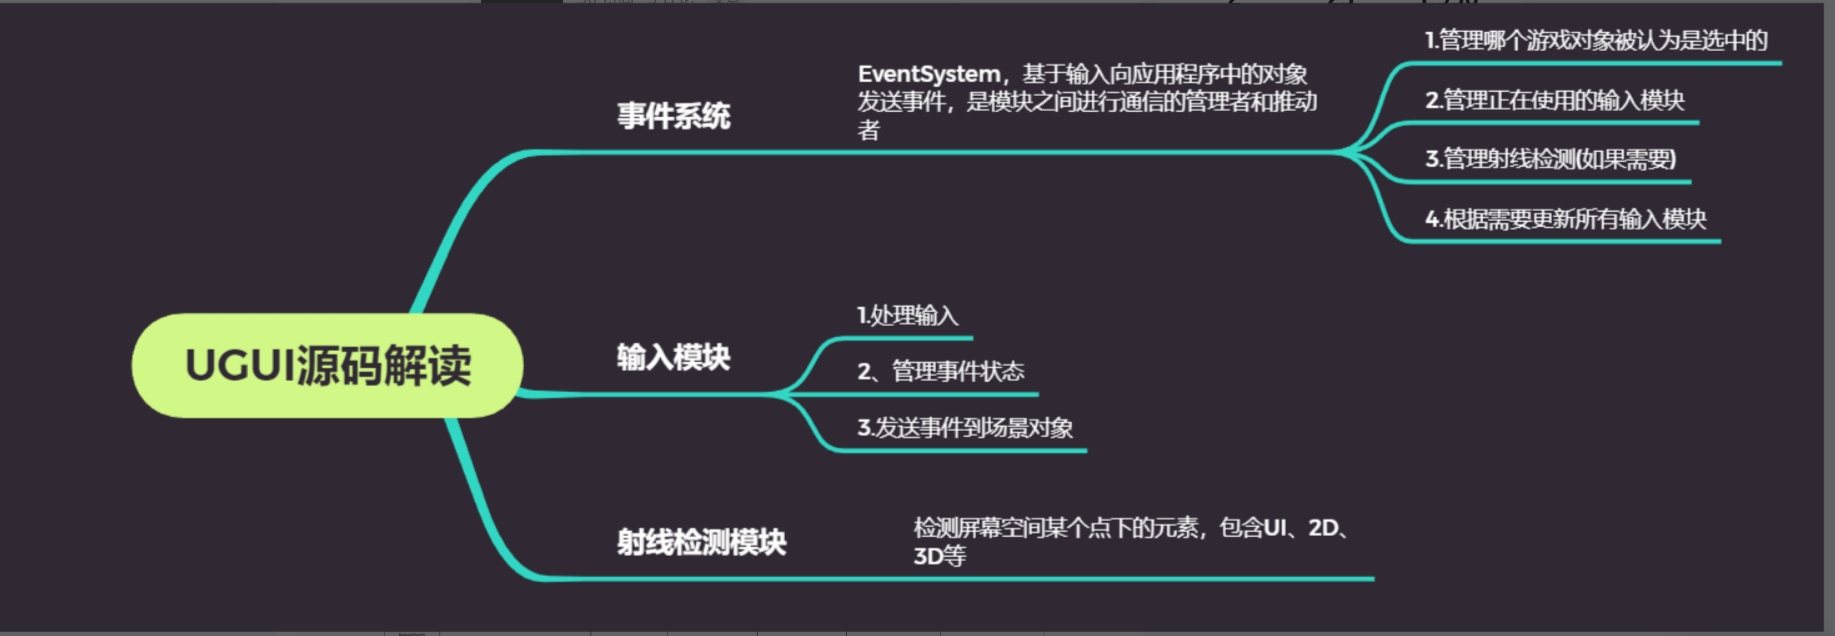 UGUI源码解读
事件系统
EventSystem，基于输入向应用程序中的对象
发送事件，是模块之间进行通信的管理者和推动
者
1.管理哪个游戏对象被认为是选中的
2.管理正在使用的输入模块
3.管理射线检测(如果需要)
4.根据需要更新所有输入模块
输入模块
1.处理输入
2、管理事件状态
3.发送事件到场景对象
射线检测模块
检测屏幕空间某个点下的元素，包含UI、2D、
3D等